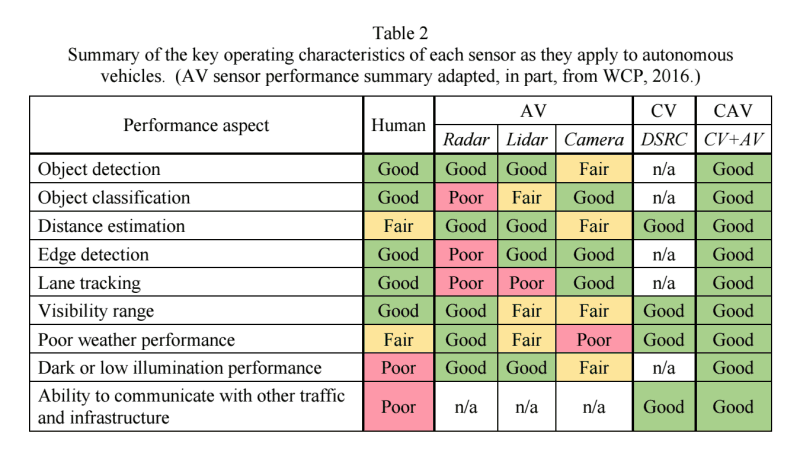 Table 2
Summary of the key operating characteristics of each sensor as they apply to autonomous
vehicles. (AV sensor performance summary adapted, in part, from WCP, 2016.)
Performance aspect Human AV CV CAV
Radar Lidar Camera DSRC CV+AV
Object detection Good Good Good Fair n/a Good
Object classification Good Poor Fair Good n/a Good
Distance estimation Fair Good Good Fair Good Good
Edge detection Good Poor Good Good n/a Good
Lane tracking Good Poor Poor Good n/a Good
Visibility range Good Good Fair Fair Good Good
Poor weather performance Fair Good Fair Poor Good Good
Dark or low illumination performance Poor Good Good Fair n/a Good
Ability to communicate with other traffic
and infrastructure Poor n/a n/a n/a Good Good